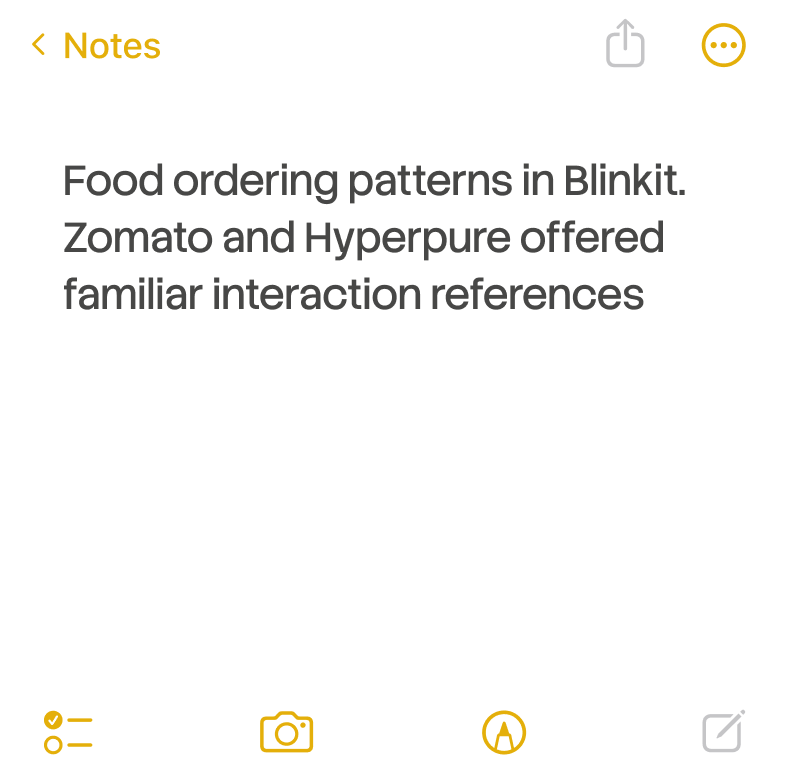 Notes
Food ordering patterns in Blinkit.
Zomato and Hyperpure offered
familiar interaction references